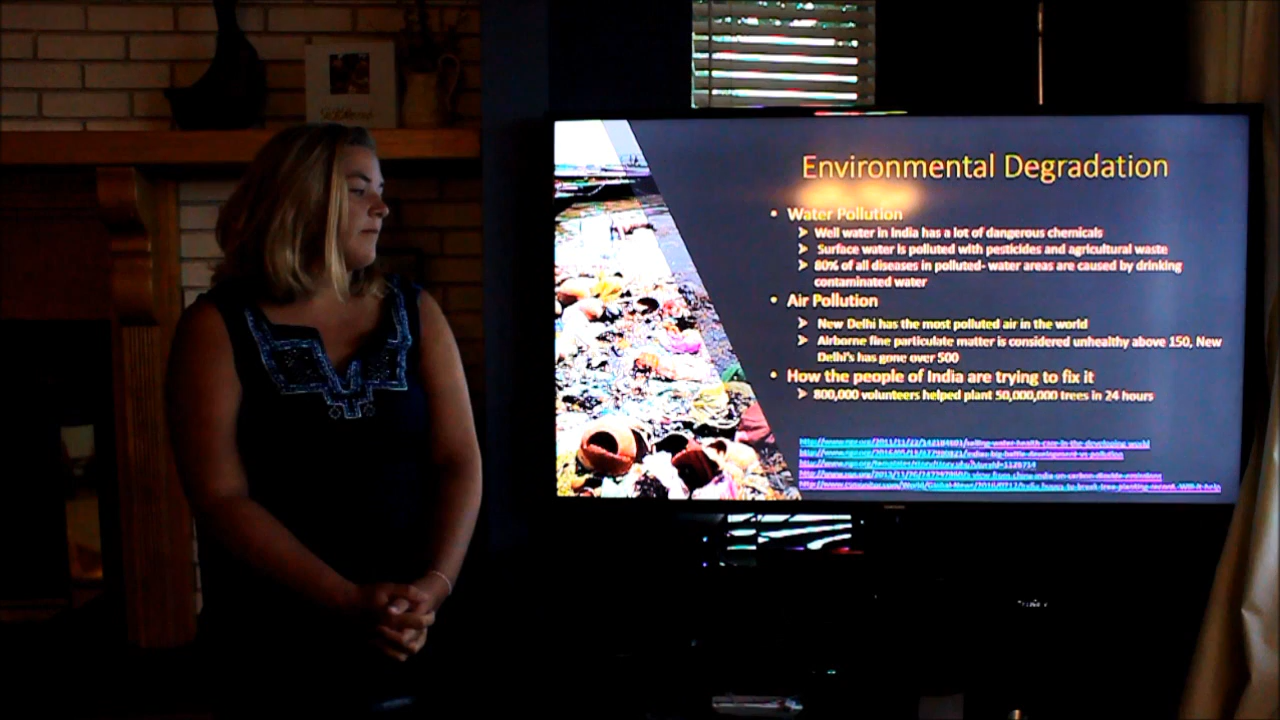 Environmental Degradation
• Water Pollution
➢ Well water in India has a lot of dangerous chemicals
➢ Surface water is polluted with pesticides and agricultural waste
➢ 80% of all diseases in polluted- water areas are caused by drinking
contaminated water
• Air Pollution
➢ New Delhi has the most polluted air in the world
➢ Airborne fine particulate matter is considered unhealthy above 150, New
Delhi's has gone over 500
• How the people of India are trying to fix it
➢ 800,000 volunteers helped plant 50,000,000 trees in 24 hours
SAMSUNG